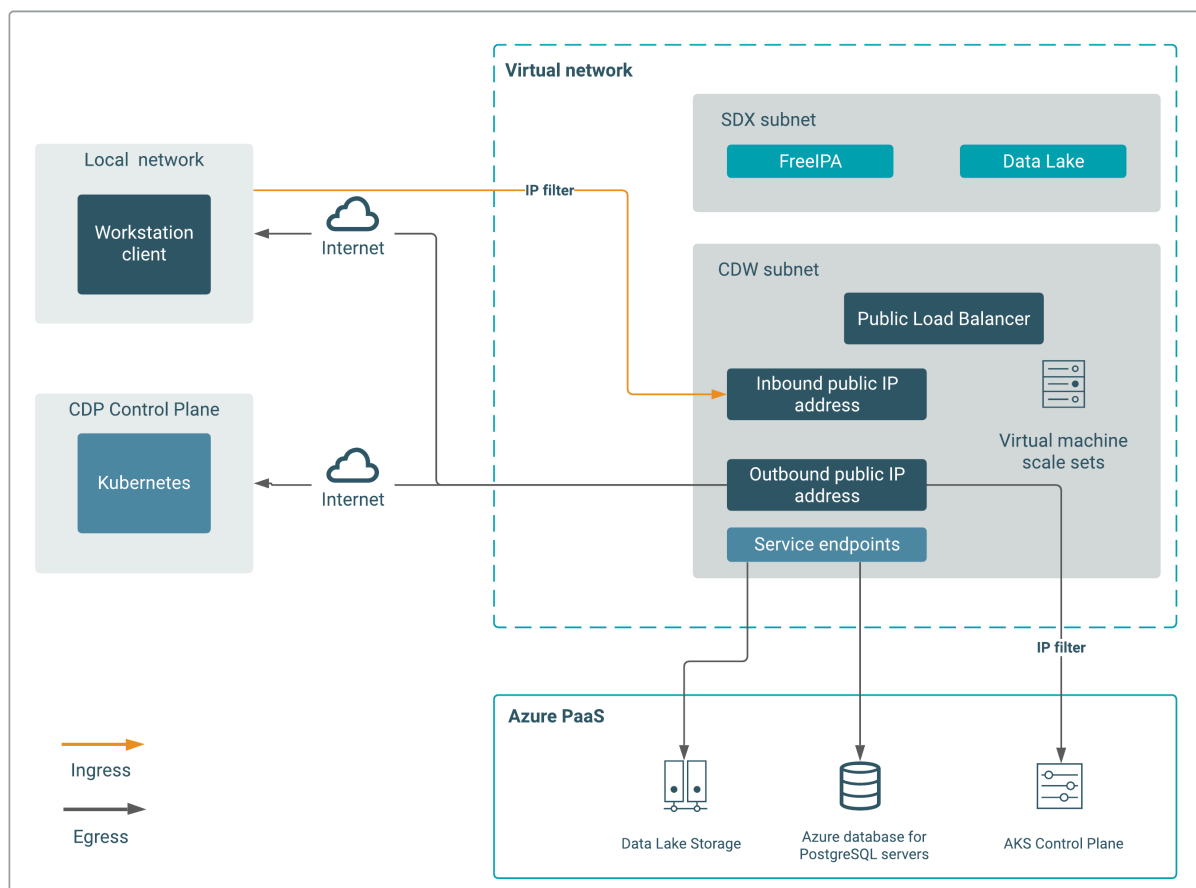 Virtual network
SDX subnet
FreeIPA
Data Lake
Local network
Workstation
client
IP filter
Internet
CDW subnet
Public Load Balancer
Inbound public IP
address
Virtual machine
scale sets
CDP Control Plane
Kubernetes
Internet
Outbound public IP
address
Service endpoints
IP filter
Azure PaaS
Ingress
Egress
Data Lake Storage
Azure database for
PostgreSQL servers
AKS Control Plane